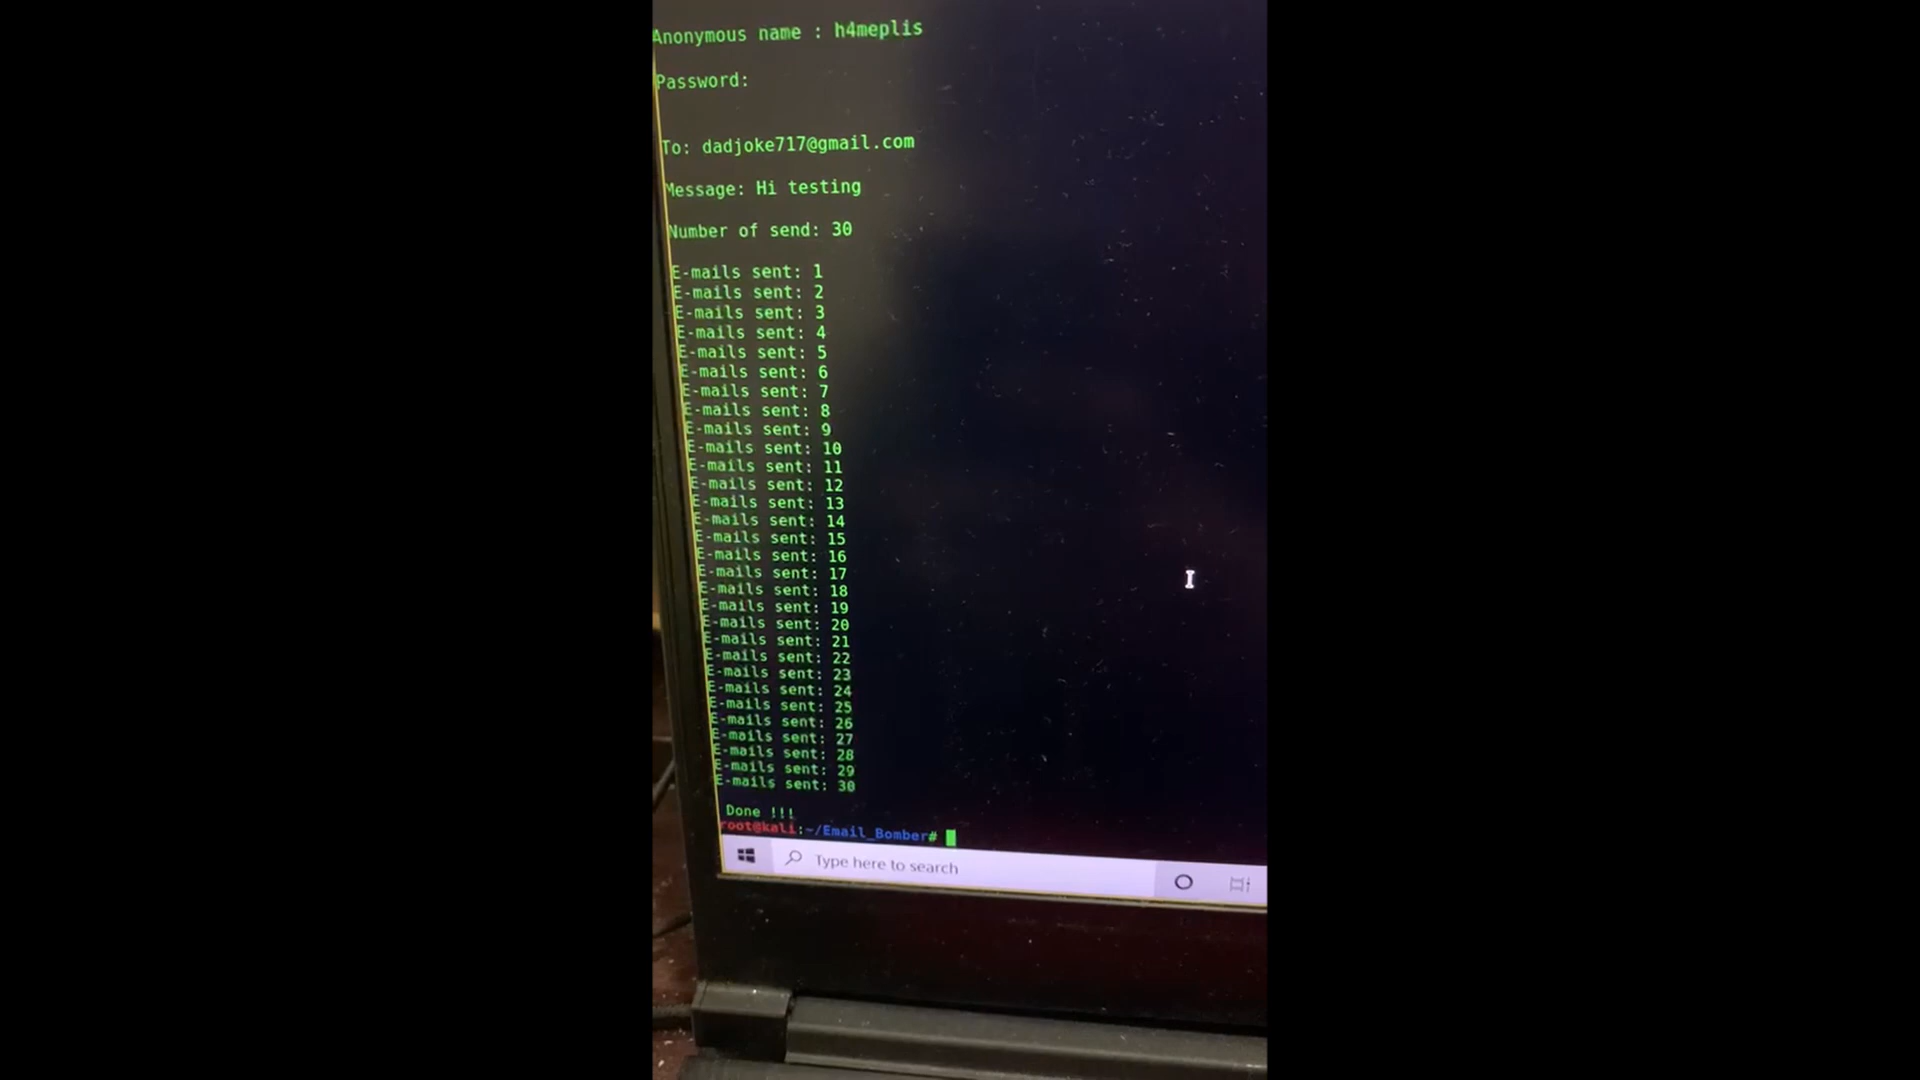 Anonymous name : h4meplis
Password:
To: dadjoke717@gmail.com
Message: Hi testing
Number of send: 30
E-mails sent: 1
E-mails sent: 2
E-mails sent: 3
E-mails sent: 4
E-mails sent: 5
E-mails sent: 6
E-mails sent: 7
E-mails sent: 8
E-mails sent: 9
E-mails sent: 10
E-mails sent: 11
E-mails sent: 12
E-mails sent: 13
E-mails sent: 14
E-mails sent: 15
E-mails sent: 16
E-mails sent: 17
E-mails sent: 18
E-mails sent: 19
E-mails sent: 20
E-mails sent: 21
E-mails sent: 22
E-mails sent: 23
E-mails sent: 24
E-mails sent: 25
E-mails sent: 26
E-mails sent: 27
E-mails sent: 28
E-mails sent: 29
E-mails sent: 30
Done !!!
root@kali:~/Email_Bomber#
Type here to search